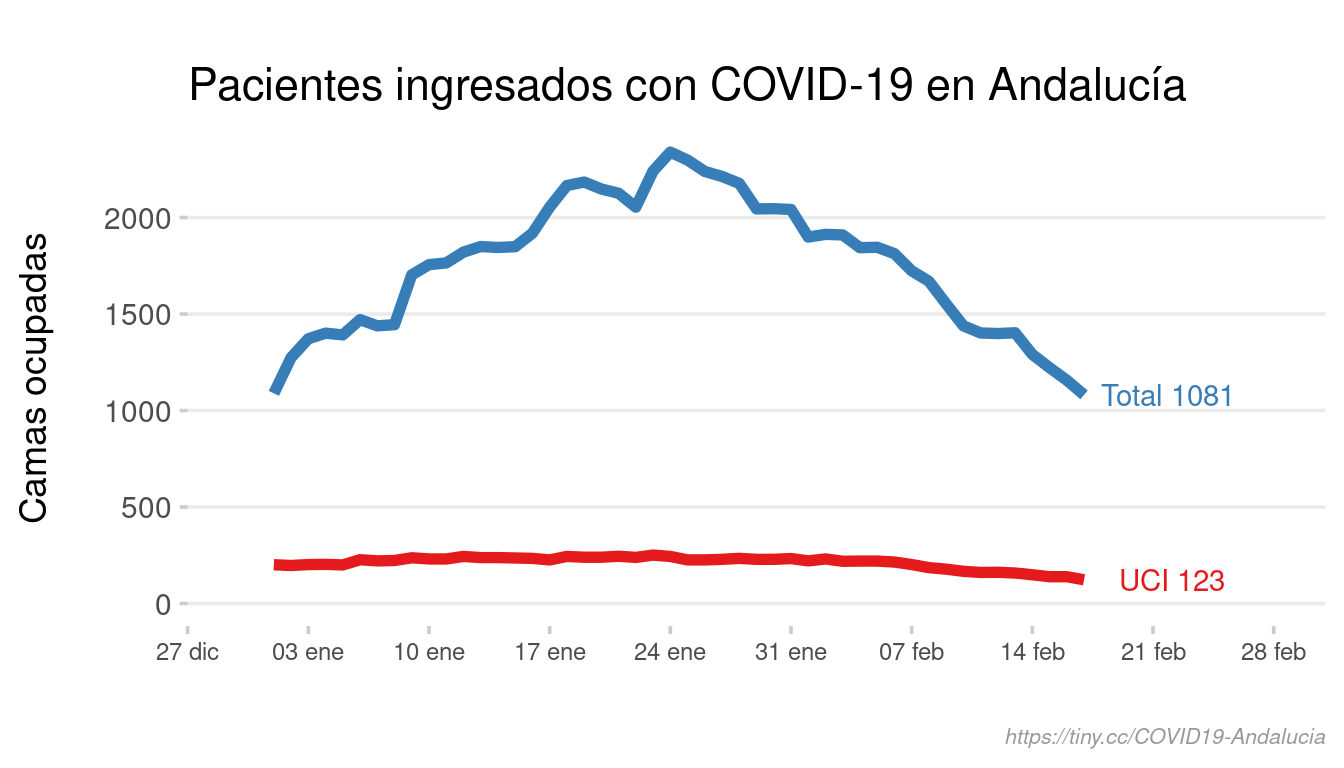 Pacientes ingresados con COVID-19 en Andalucía
Camas ocupadas
2000
1500
1000
500
0
Total 1081
UCI 123
27 dic 03 ene 10 ene 17 ene 24 ene 31 ene 07 feb 14 feb 21 feb 28 feb
https://tiny.cc/COVID19-Andalucia